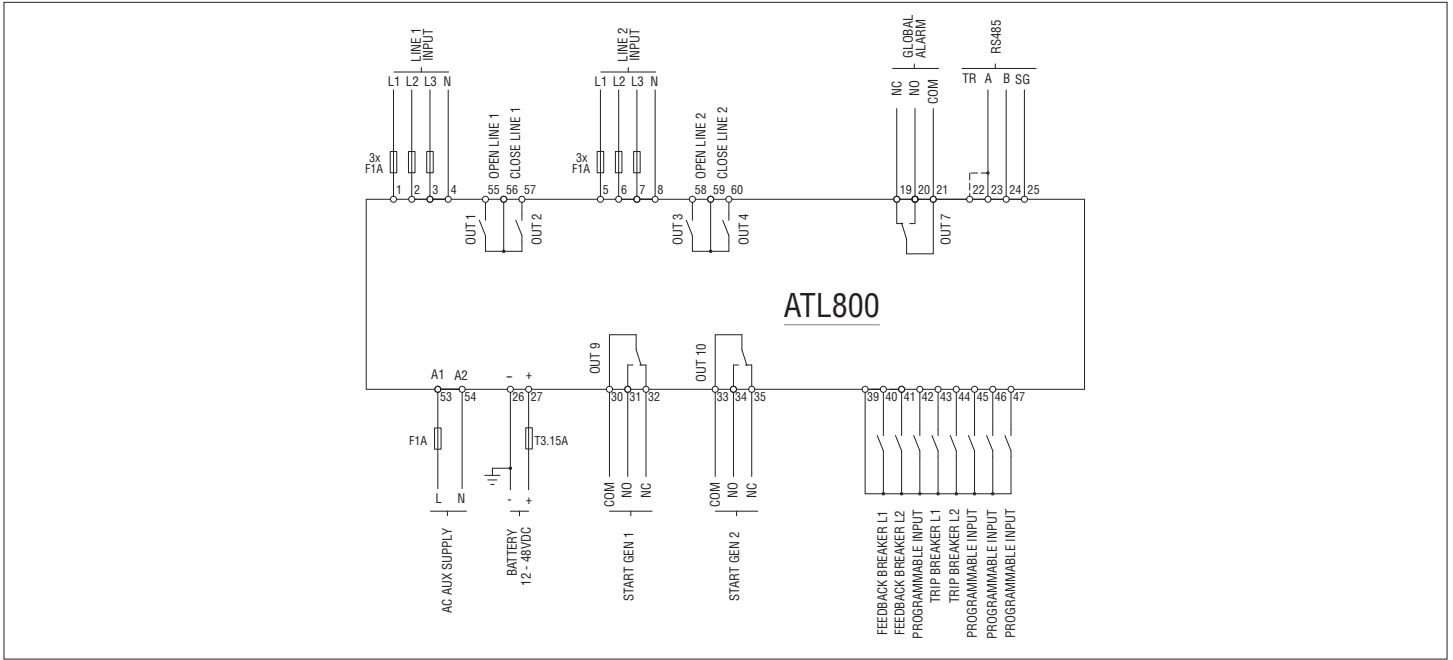 LINE 1
INPUT
L1 L2 L3 N
3x
F1A
OPEN LINE 1
CLOSE LINE 1
LINE 2
INPUT
L1 L2 L3 N
3x
F1A
OPEN LINE 2
CLOSE LINE 2
GLOBAL
ALARM
NC
NO
COM
RS485
TR A B SG
1 2 3 4 55 56 57 5 6 7 8 58 59 60 19 20 21 22 23 24 25
OUT 1
OUT 2
OUT 3
OUT 4
OUT 7
ATL800
OUT 9
OUT 10
A1 A2 – +
53 54 26 27 30 31 32 33 34 35 39 40 41 42 43 44 45 46 47
F1A
T3.15A
L N - +
COM
NO
NC
COM
NO
NC
AC AUX SUPPLY
BATTERY
12 - 48VDC
START GEN 1
START GEN 2
FEEDBACK BREAKER L1
FEEDBACK BREAKER L2
PROGRAMMABLE INPUT
TRIP BREAKER L1
TRIP BREAKER L2
PROGRAMMABLE INPUT
PROGRAMMABLE INPUT
PROGRAMMABLE INPUT